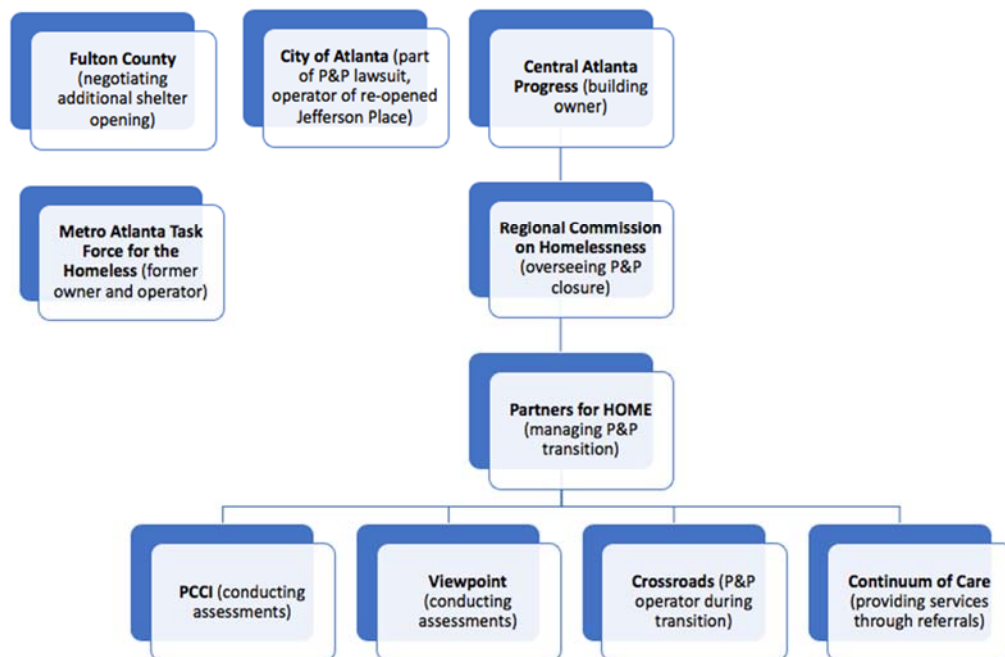 Fulton County
(negotiating
additional shelter
opening)
City of Atlanta (part
of P&P lawsuit,
operator of re-opened
Jefferson Place)
Central Atlanta
Progress (building
owner)
Metro Atlanta Task
Force for the
Homeless (former
owner and operator)
Regional Commission
on Homelessness
(overseeing P&P
closure)
Partners for HOME
(managing P&P
transition)
PCCI (conducting
assessments)
Viewpoint
(conducting
assessments)
Crossroads (P&P
operator during
transition)
Continuum of Care
(providing services
through referrals)